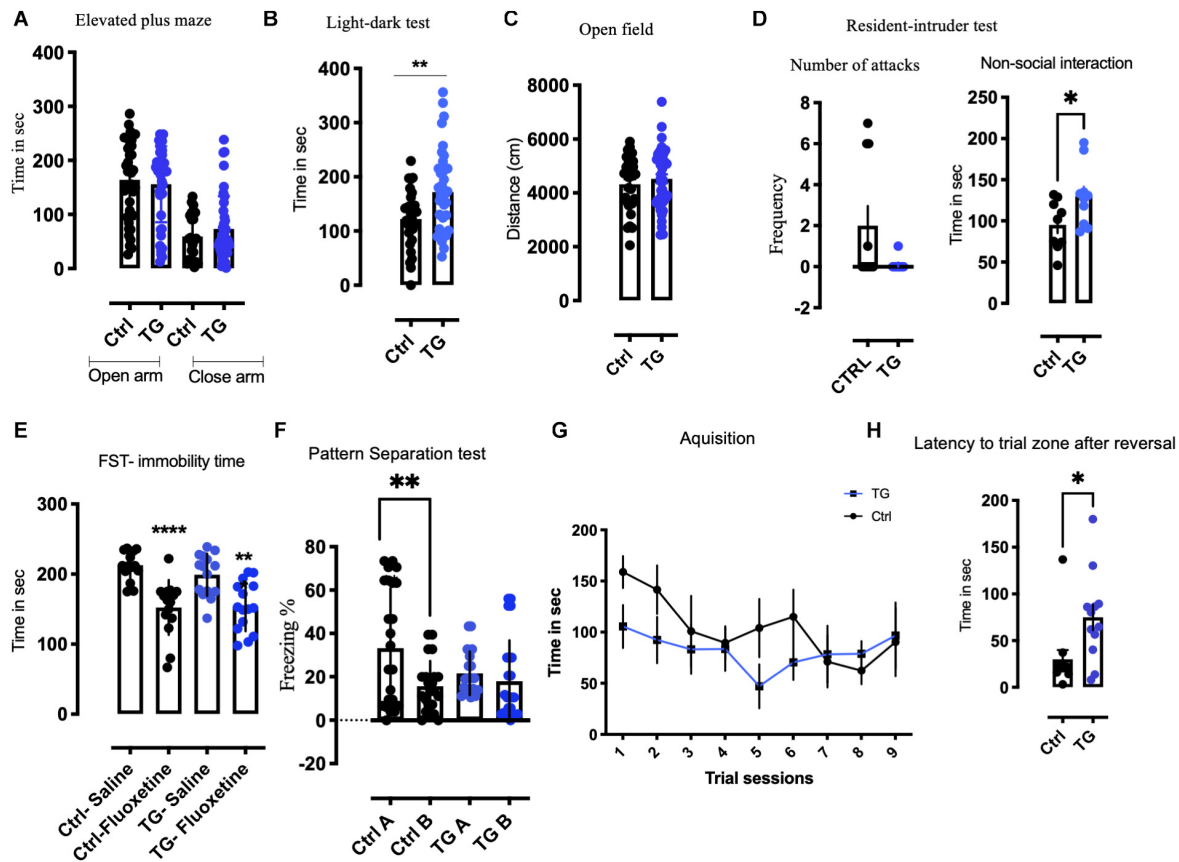 A
Elevated plus maze
Time in sec
400
300
200
100
0
Ctrl
TG
Ctrl
TG
Open arm
Close arm
B
Light-dark test
Time in sec
400
300
200
100
0
**
Ctrl
TG
C
Open field
Distance (cm)
8000
6000
4000
2000
0
Ctrl
TG
D
Resident-intruder test
Number of attacks
Frequency
8
6
4
2
0
-2
CTRL
TG
Non-social interaction
Time in sec
250
200
150
100
50
0
*
Ctrl
TG
E
FST- immobility time
Time in sec
300
200
100
0
****
**
Ctrl- Saline
Ctrl-Fluoxetine
TG- Saline
TG- Fluoxetine
F
Pattern Separation test
Freezing %
80
60
40
20
0
-20
**
Ctrl A
Ctrl B
TG A
TG B
G
Aquisition
TG
Ctrl
Time in sec
200
150
100
50
0
1 2 3 4 5 6 7 8 9
Trial sessions
H
Latency to trial zone after reversal
Time in sec
200
150
100
50
0
*
Ctrl
TG